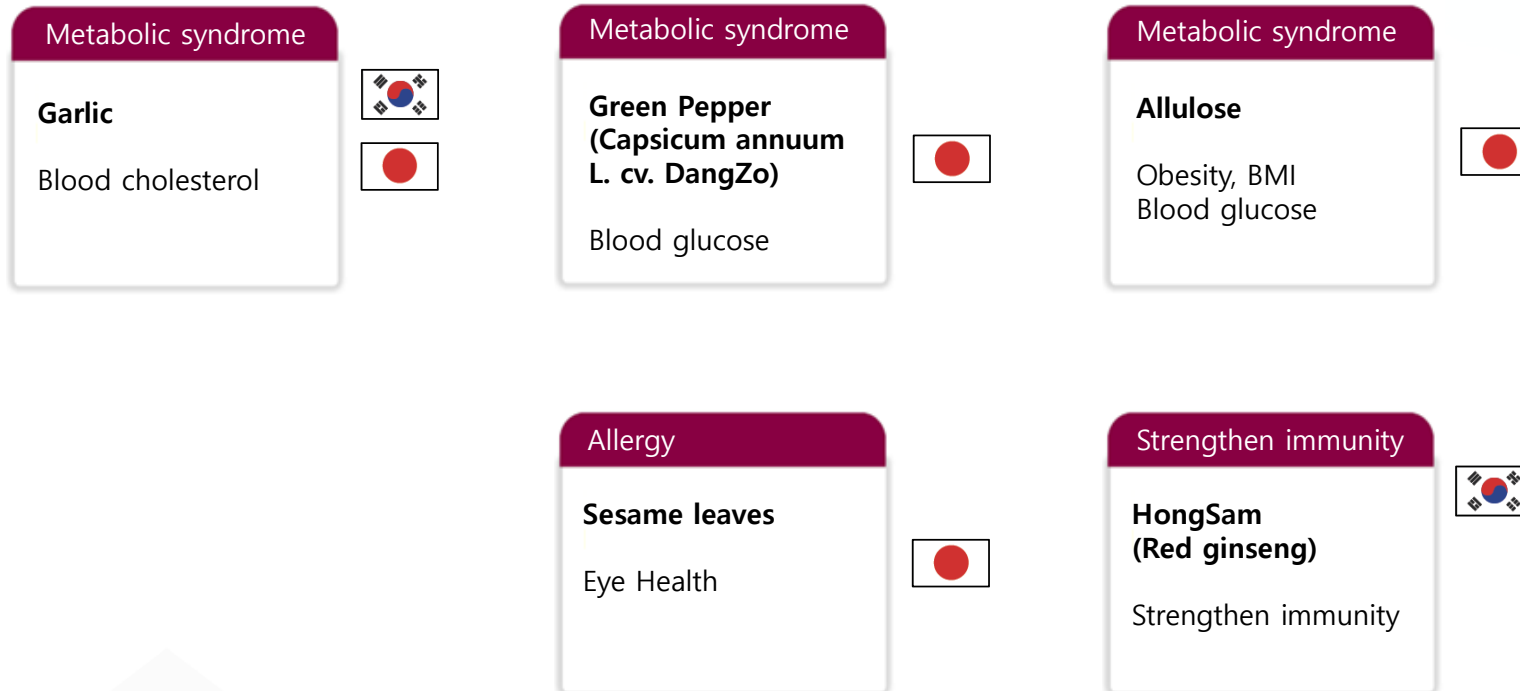 Metabolic syndrome
Garlic
Blood cholesterol
Metabolic syndrome
Green Pepper
(Capsicum annuum
L. cv. DangZo)
Blood glucose
Metabolic syndrome
Allulose
Obesity, BMI
Blood glucose
Allergy
Sesame leaves
Eye Health
Strengthen immunity
HongSam
(Red ginseng)
Strengthen immunity